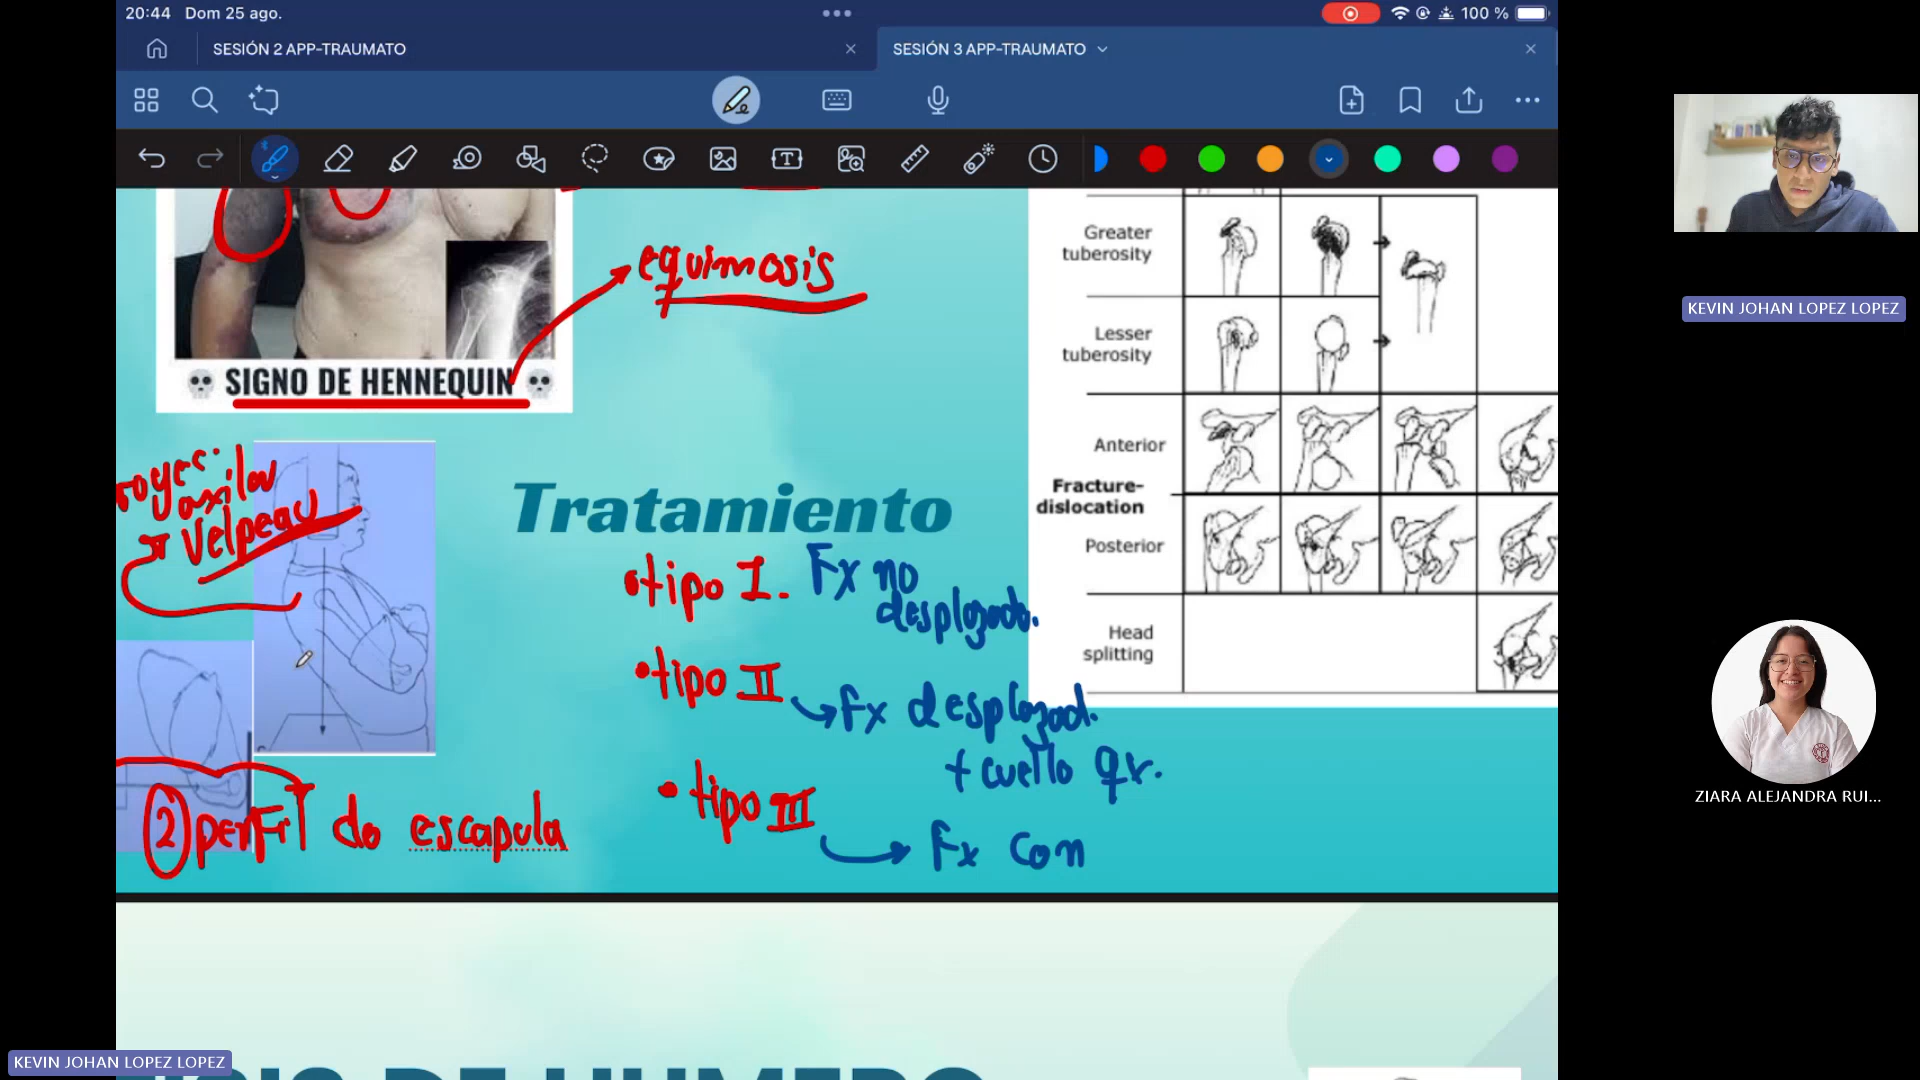 20:44 Dom 25 ago.
100 %
SESIÓN 2 APP-TRAUMATO
SESIÓN 3 APP-TRAUMATO
equimosis
SIGNO DE HENNEQUIN
Greater
tuberosity
Lesser
tuberosity
Anterior
Fracture-
dislocation
Posterior
Head
splitting
axilar
Velpeau
Tratamiento
•tipo I. Fx no
desplazada.
•tipo II
Fx desplazad.
+ cuello qx.
• tipo III
Fx con
2 perfil de escapula
KEVIN JOHAN LOPEZ LOPEZ
ZIARA ALEJANDRA RUI...
KEVIN JOHAN LOPEZ LOPEZ